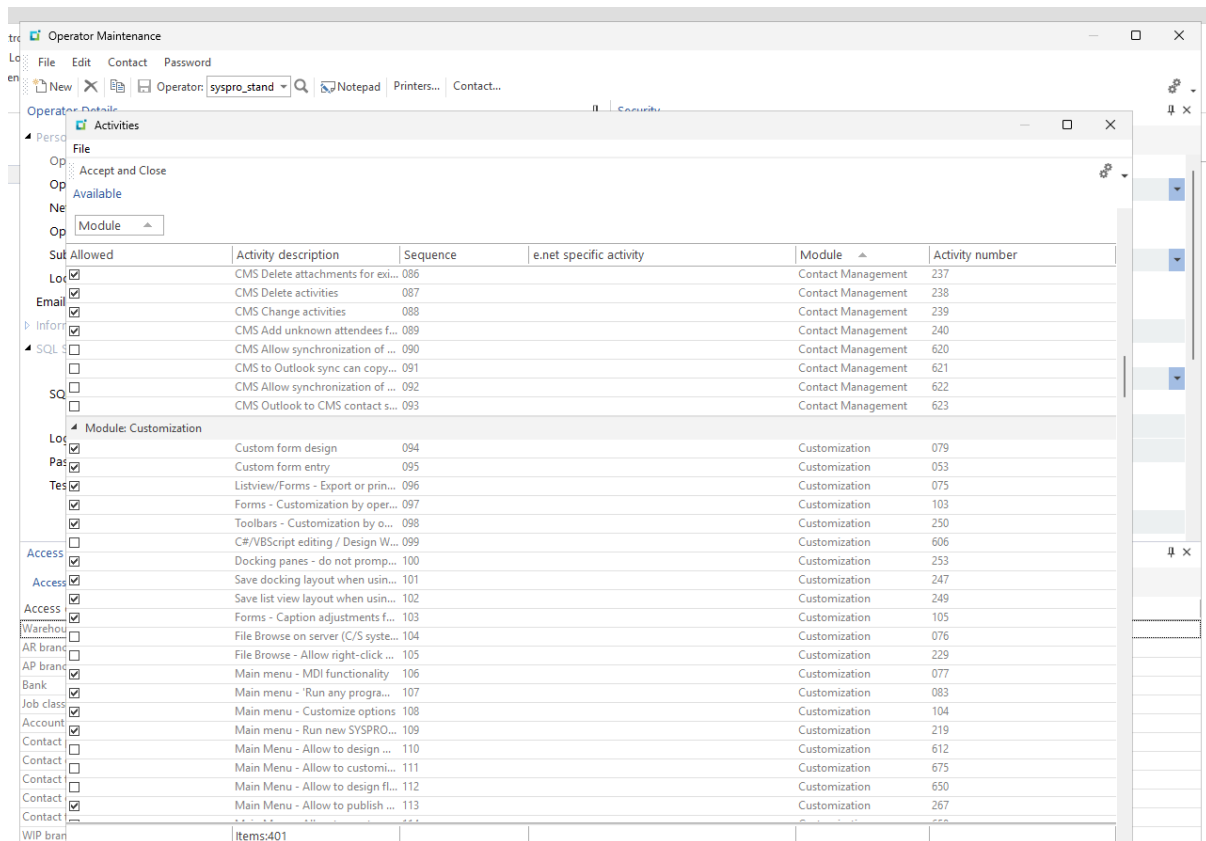 Operator Maintenance
File Edit Contact Password
New Operator: syspro_stand Notepad Printers... Contact...
Activities
File
Accept and Close
Available
Module
Allowed Activity description Sequence e.net specific activity Module Activity number
CMS Delete attachments for exi... 086 Contact Management 237
CMS Delete activities 087 Contact Management 238
CMS Change activities 088 Contact Management 239
CMS Add unknown attendees f... 089 Contact Management 240
CMS Allow synchronization of ... 090 Contact Management 620
CMS to Outlook sync can copy... 091 Contact Management 621
CMS Allow synchronization of ... 092 Contact Management 622
CMS Outlook to CMS contact s... 093 Contact Management 623
Module: Customization
Custom form design 094 Customization 079
Custom form entry 095 Customization 053
Listview/Forms - Export or prin... 096 Customization 075
Forms - Customization by oper... 097 Customization 103
Toolbars - Customization by o... 098 Customization 250
C#/VBScript editing / Design W... 099 Customization 606
Docking panes - do not promp... 100 Customization 253
Save docking layout when usin... 101 Customization 247
Save list view layout when usin... 102 Customization 249
Forms - Caption adjustments f... 103 Customization 105
File Browse on server (C/S syste... 104 Customization 076
File Browse - Allow right-click ... 105 Customization 229
Main menu - MDI functionality 106 Customization 077
Main menu - 'Run any progra... 107 Customization 083
Main menu - Customize options 108 Customization 104
Main menu - Run new SYSPRO... 109 Customization 219
Main Menu - Allow to design ... 110 Customization 612
Main Menu - Allow to customi... 111 Customization 675
Main Menu - Allow to design fl... 112 Customization 650
Main Menu - Allow to publish ... 113 Customization 267
Items:401
Email
Access
Access
Access
Bank
Job class
Account
Contact
Contact
Contact
Contact
Contact
WIP bran